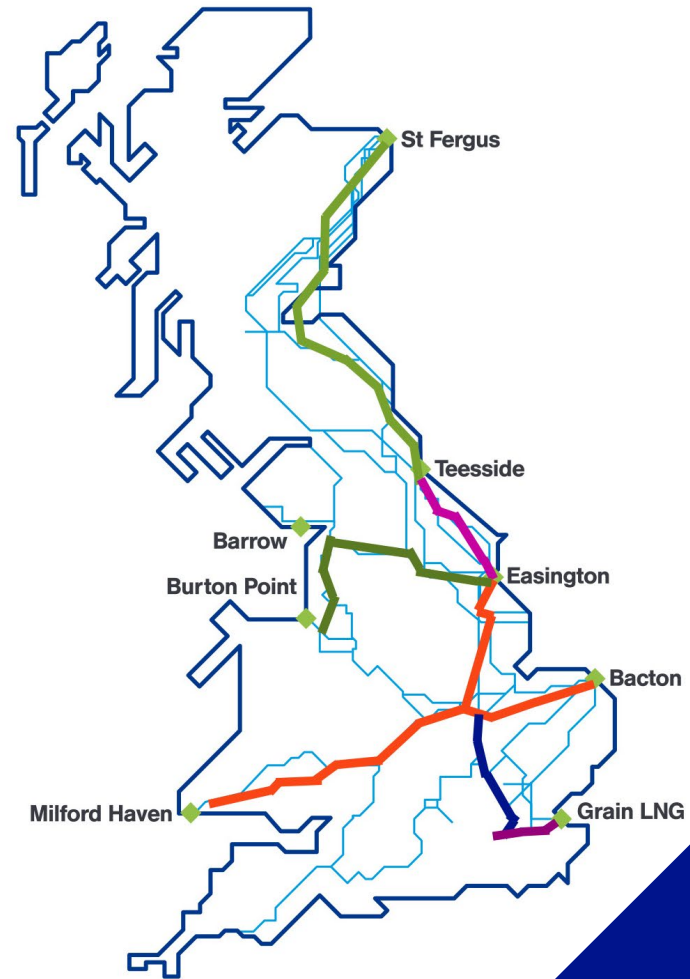 St Fergus
Teesside
Barrow
Easington
Burton Point
Bacton
Milford Haven
Grain LNG